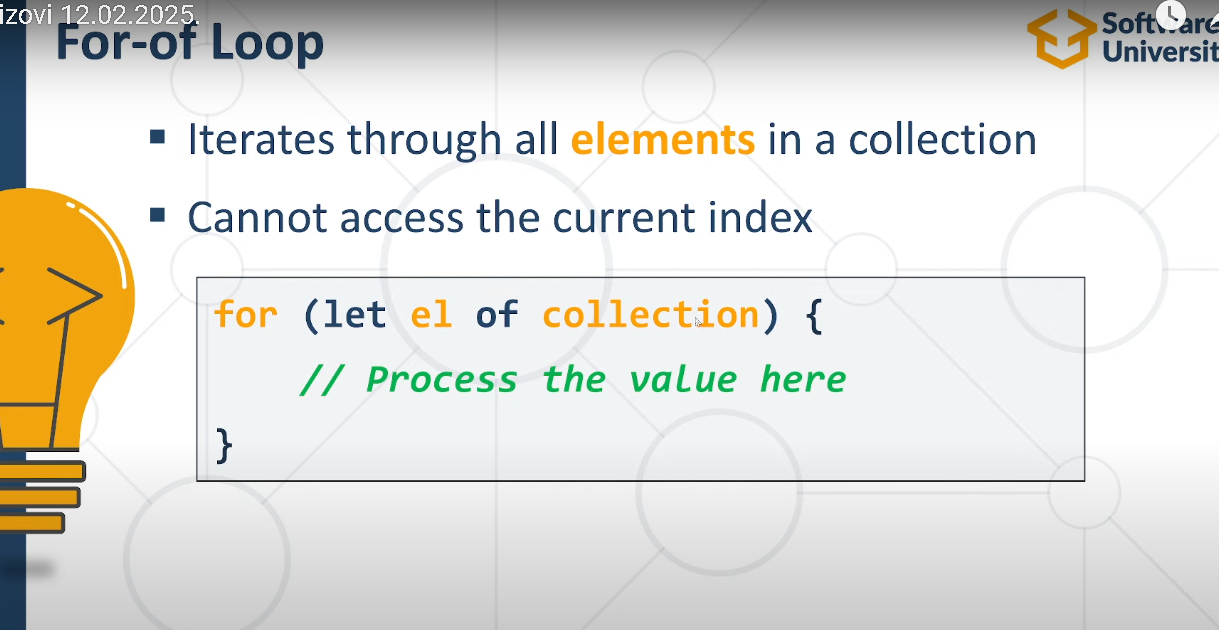 izovi 12.02.2025.
For-of Loop
Software
Universit
▪ Iterates through all elements in a collection
▪ Cannot access the current index
for (let el of collection) {
// Process the value here
}